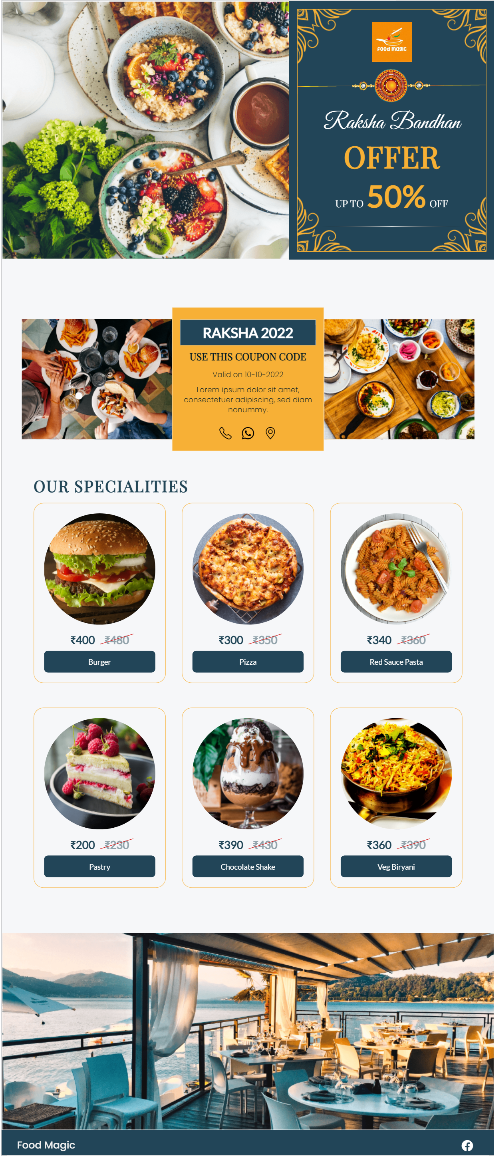 FOOD MAGIC
Raksha Bandhan
OFFER
UP TO 50% OFF
RAKSHA 2022
USE THIS COUPON CODE
Valid on 10-10-2022
Lorem ipsum dolor sit amet,
consectetuer adipiscing, sed diam
nonummy.
OUR SPECIALITIES
₹400 ₹480
Burger
₹300 ₹350
Pizza
₹340 ₹360
Red Sauce Pasta
₹200 ₹230
Pastry
₹390 ₹430
Chocolate Shake
₹360 ₹390
Veg Biryani
Food Magic